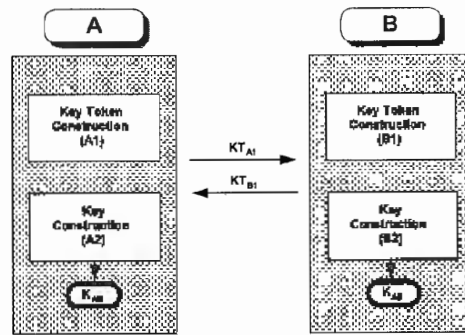 A
B
Key Token
Construction
(A1)
Key Token
Construction
(B1)
KTA1
KTB1
Key
Construction
(A2)
Key
Construction
(B2)
KAB
KAB